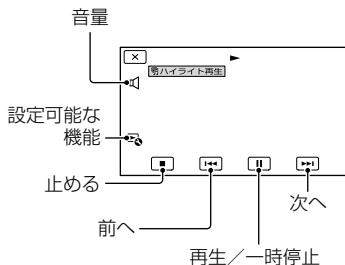 音量
ハイライト再生
設定可能な
機能
止める
前へ
次へ
再生／一時停止